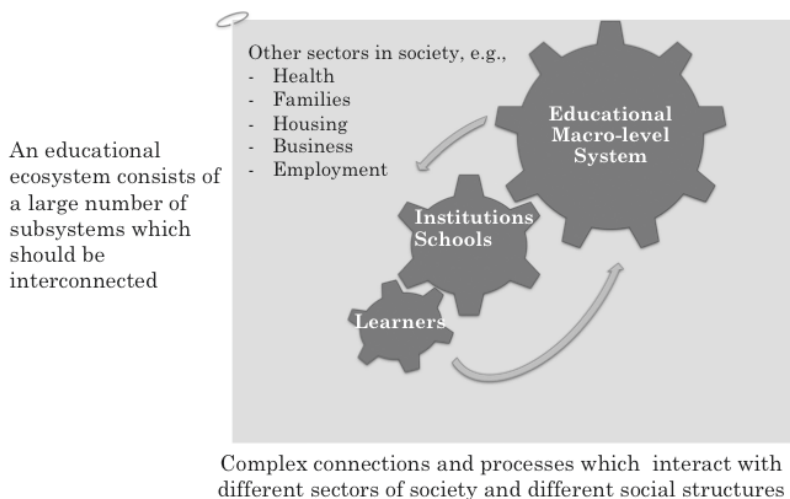 Other sectors in society, e.g.,
- Health
- Families
- Housing
- Business
- Employment
Educational
Macro-level
System
An educational
ecosystem consists of
a large number of
subsystems which
should be
interconnected
Institutions
Schools
Learners
Complex connections and processes which interact with
different sectors of society and different social structures